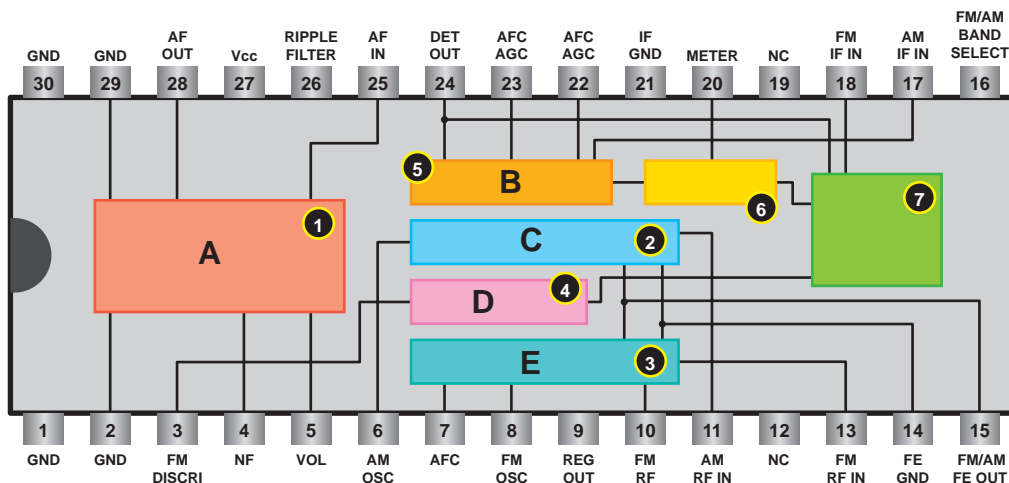 FM/AM
AF RIPPLE AF DET AFC AFC IF FM AM BAND
GND GND OUT Vcc FILTER IN OUT AGC AGC GND METER NC IF IN IF IN SELECT
30 29 28 27 26 25 24 23 22 21 20 19 18 17 16
5 B 6 7
A 1
C 2
D 4
E 3
1 2 3 4 5 6 7 8 9 10 11 12 13 14 15
GND GND FM NF VOL AM AFC FM REG FM AM NC FM FE FM/AM
DISCRI OSC OSC OUT RF RF IN RF IN GND FE OUT